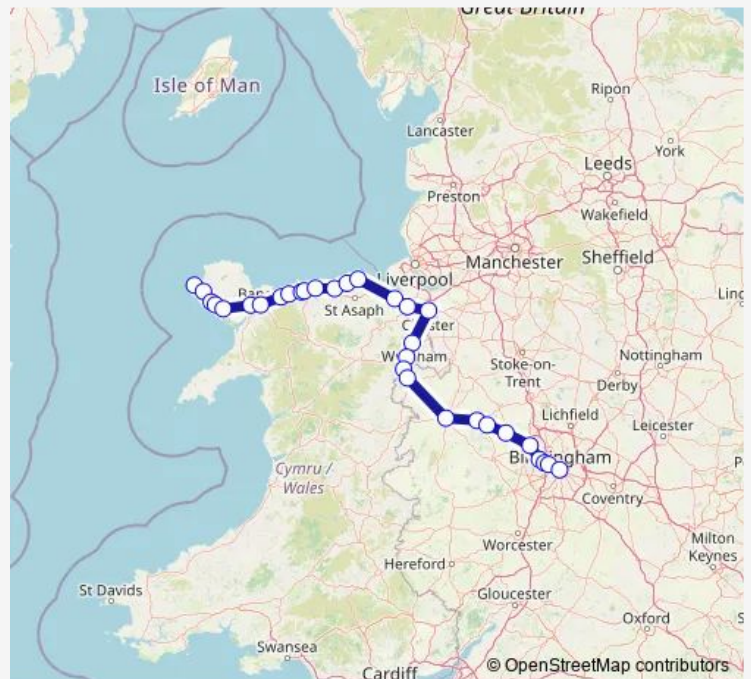 Great Britain
Isle of Man
Ripon
Lancaster
York
Leeds
Preston
Wakefield
Manchester
Sheffield
Liverpool
St Asaph
Stoke-on-
Trent
Nottingham
Derby
Lichfield
Leicester
Cymru /
Wales
Coventry
Worcester
Milton
Keynes
Hereford
St Davids
Gloucester
Oxford
Swansea
Cardiff
© OpenStreetMap contributors